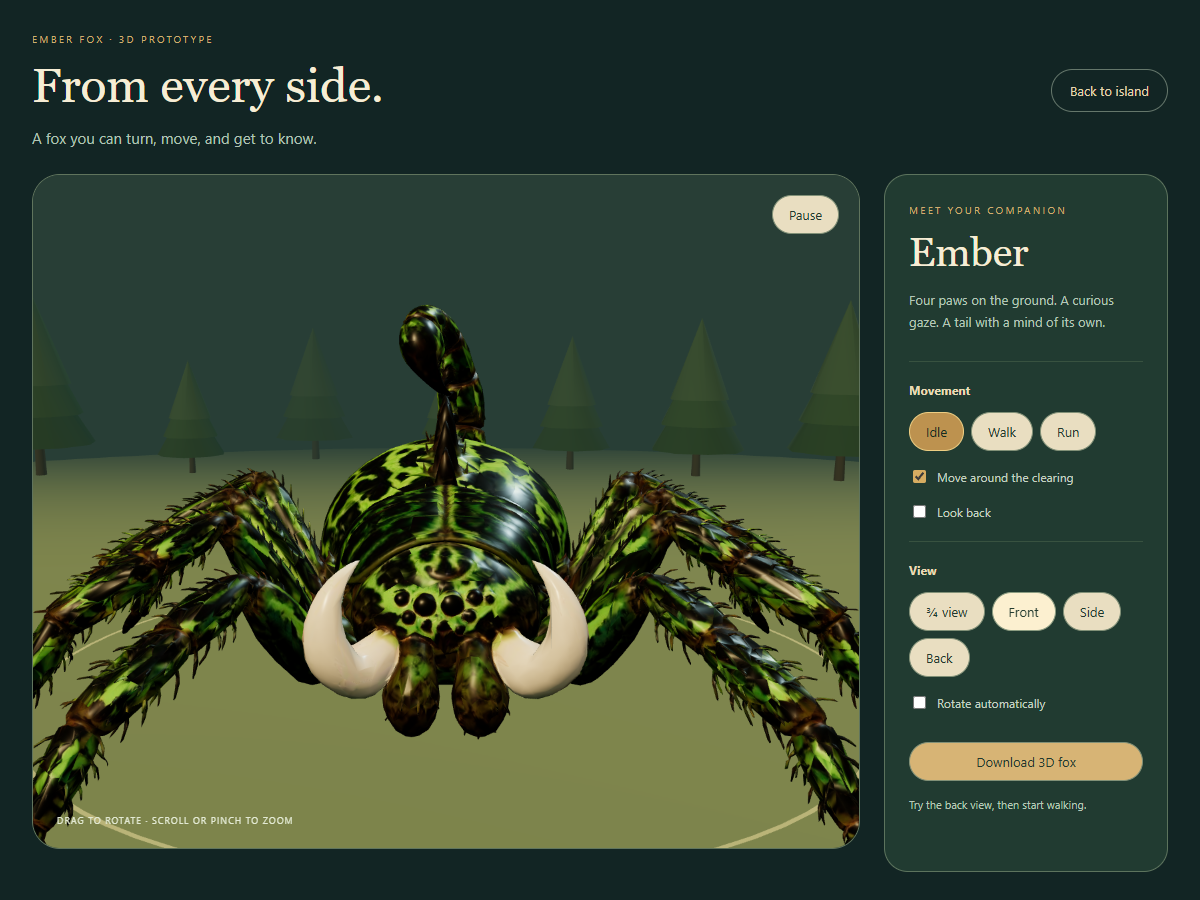 EMBER FOX · 3D PROTOTYPE
From every side.
A fox you can turn, move, and get to know.
Back to island
Pause
DRAG TO ROTATE · SCROLL OR PINCH TO ZOOM
MEET YOUR COMPANION
Ember
Four paws on the ground. A curious
gaze. A tail with a mind of its own.
Movement
Idle
Walk
Run
Move around the clearing
Look back
View
¾ view
Front
Side
Back
Rotate automatically
Download 3D fox
Try the back view, then start walking.